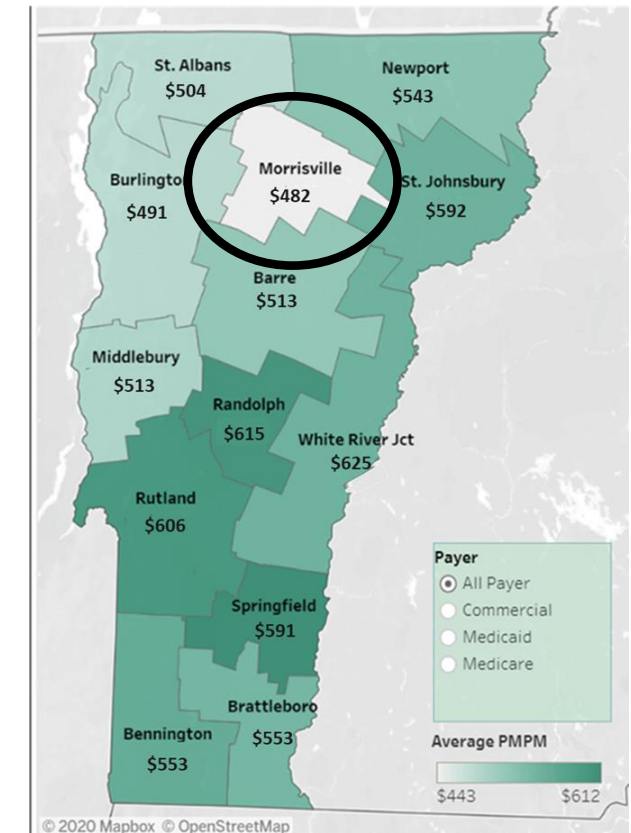 St. Albans
$504
Newport
$543
Morrisville
$482
Burlingto
$491
St. Johnsbury
$592
Barre
$513
Middlebury
$513
Randolph
$615
White River Jct
$625
Rutland
$606
Springfield
$591
Brattleboro
$553
Bennington
$553
Payer
All Payer
Commercial
Medicaid
Medicare
Average PMPM
$443 $612
© 2020 Mapbox © OpenStreetMap